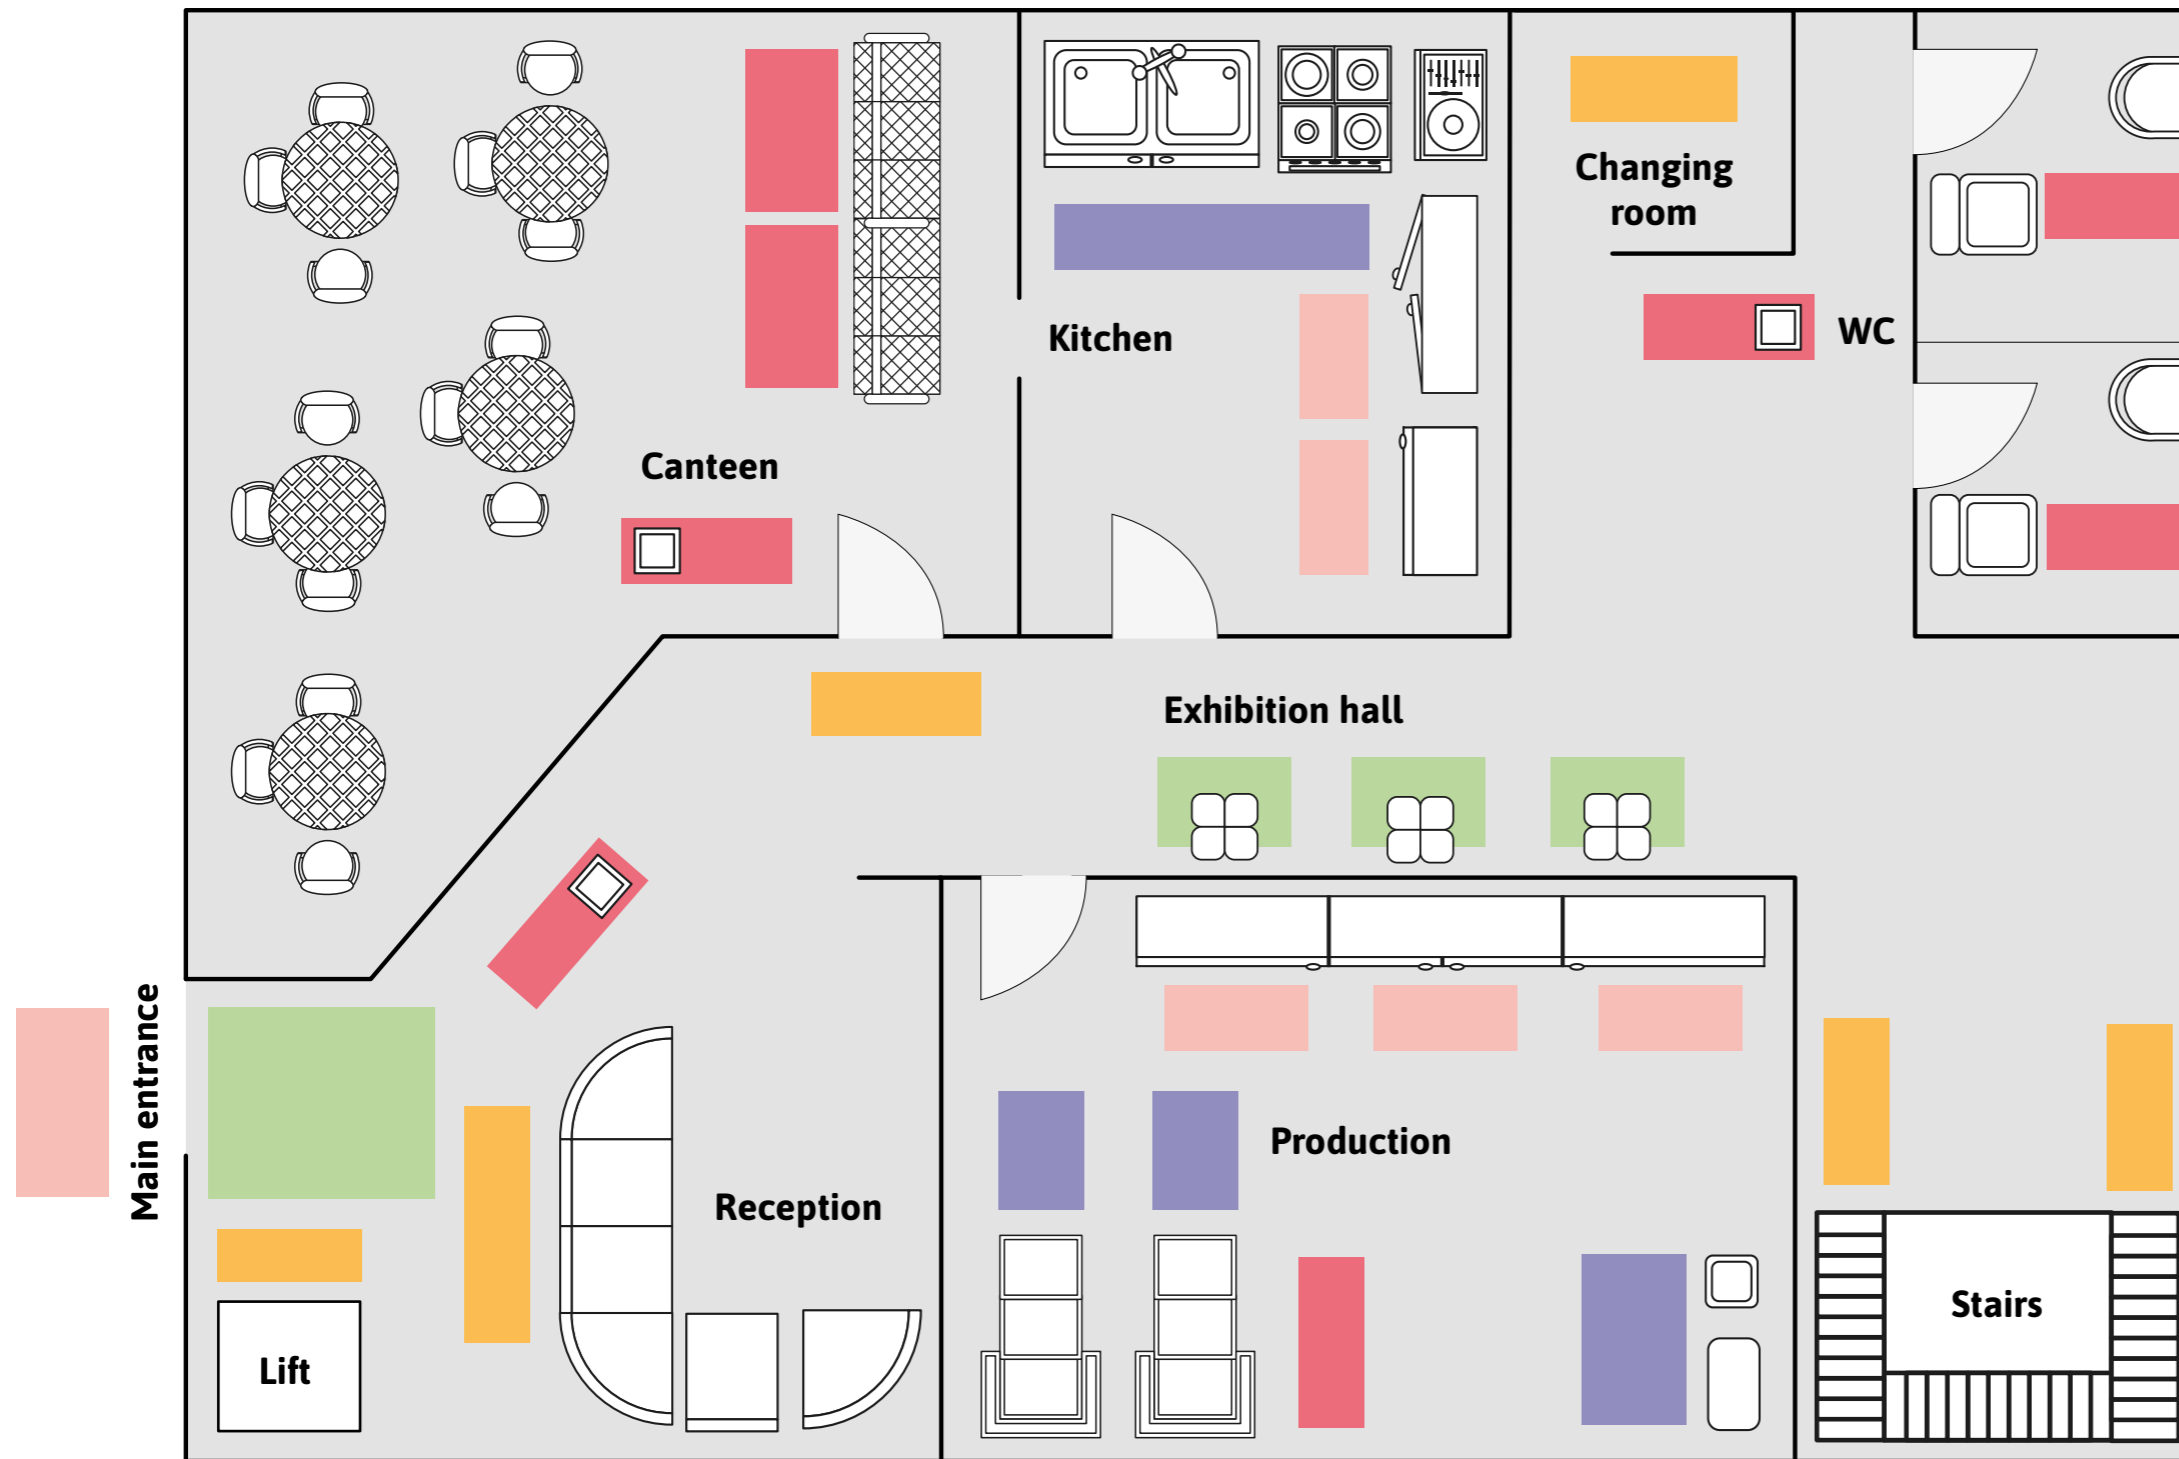 Changing
room
Kitchen
WC
Canteen
Exhibition hall
Main entrance
Production
Reception
Stairs
Lift